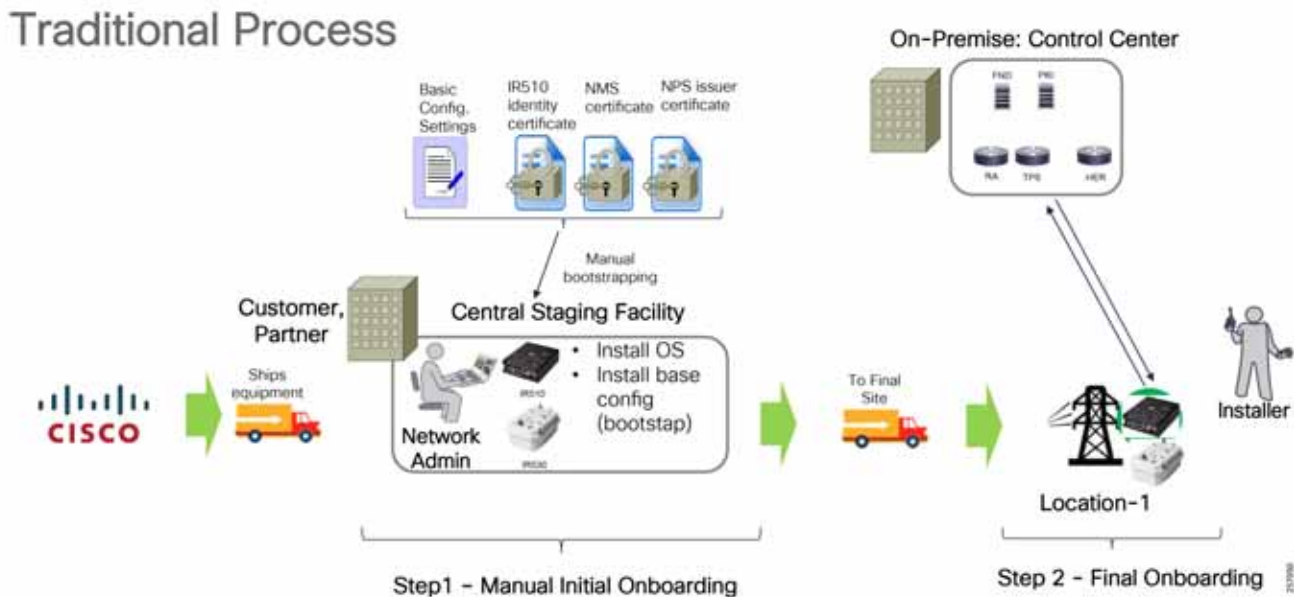 Traditional Process
On-Premise: Control Center
FND
PKI
RA
TPS
HER
Basic
Config.
Settings
IR510
identity
certificate
NMS
certificate
NPS issuer
certificate
Manual
bootstrapping
Customer,
Partner
Central Staging Facility
• Install OS
• Install base
config
(bootstap)
IR510
IR530
Network
Admin
Ships
equipment
CISCO
To Final
Site
Installer
Location-1
Step1 - Manual Initial Onboarding
Step 2 - Final Onboarding